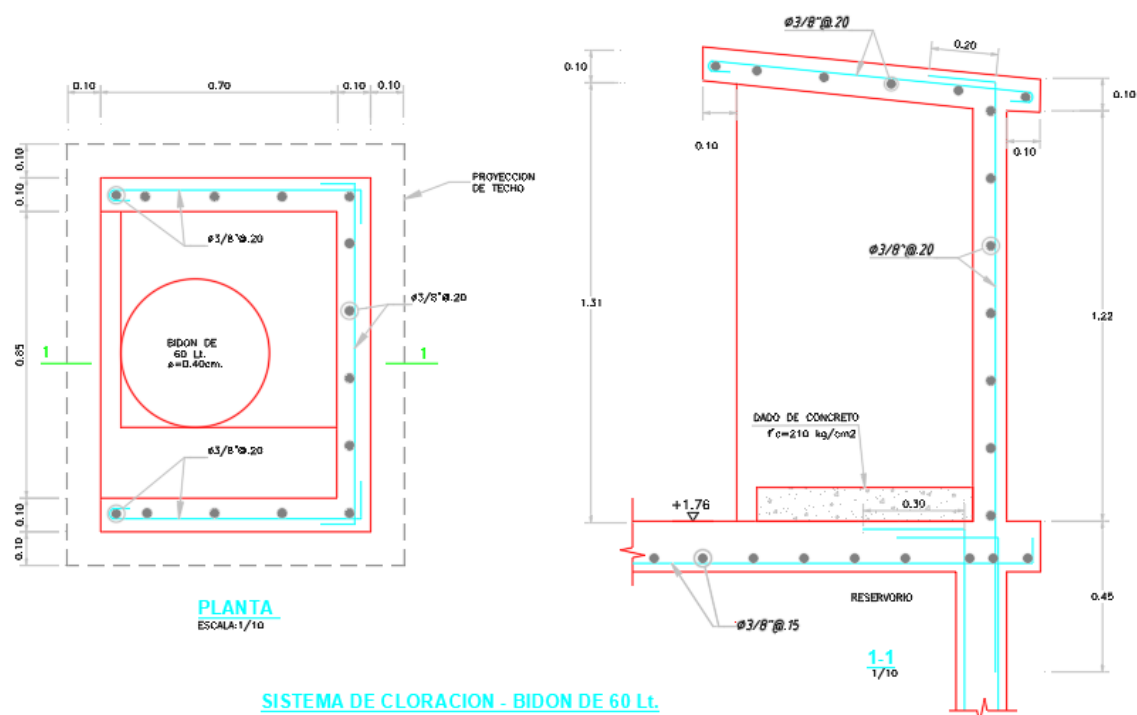 0.10
0.70
0.10
0.10
0.10
0.10
0.85
0.10
0.10
PROYECCION
DE TECHO
ø3/8"@.20
ø3/8"@.20
BIDON DE
60 Lt.
ø=0.40cm.
1
1
ø3/8"@.20
PLANTA
ESCALA:1/10
ø3/8"@.20
0.20
0.10
0.10
0.10
0.10
ø3/8"@.20
1.31
1.22
DADO DE CONCRETO
f'c=210 kg/cm2
+1.76
0.30
RESERVORIO
0.45
ø3/8"@.15
1-1
1/10
SISTEMA DE CLORACION - BIDON DE 60 Lt.